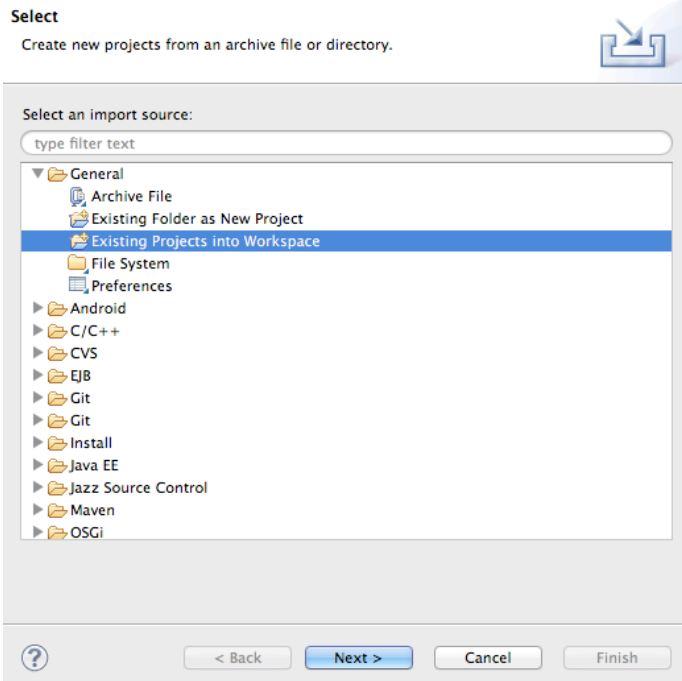 Select
Create new projects from an archive file or directory.
Select an import source:
type filter text
General
Archive File
Existing Folder as New Project
Existing Projects into Workspace
File System
Preferences
Android
C/C++
CVS
EJB
Git
Git
Install
Java EE
Jazz Source Control
Maven
OSGi
? < Back Next > Cancel Finish